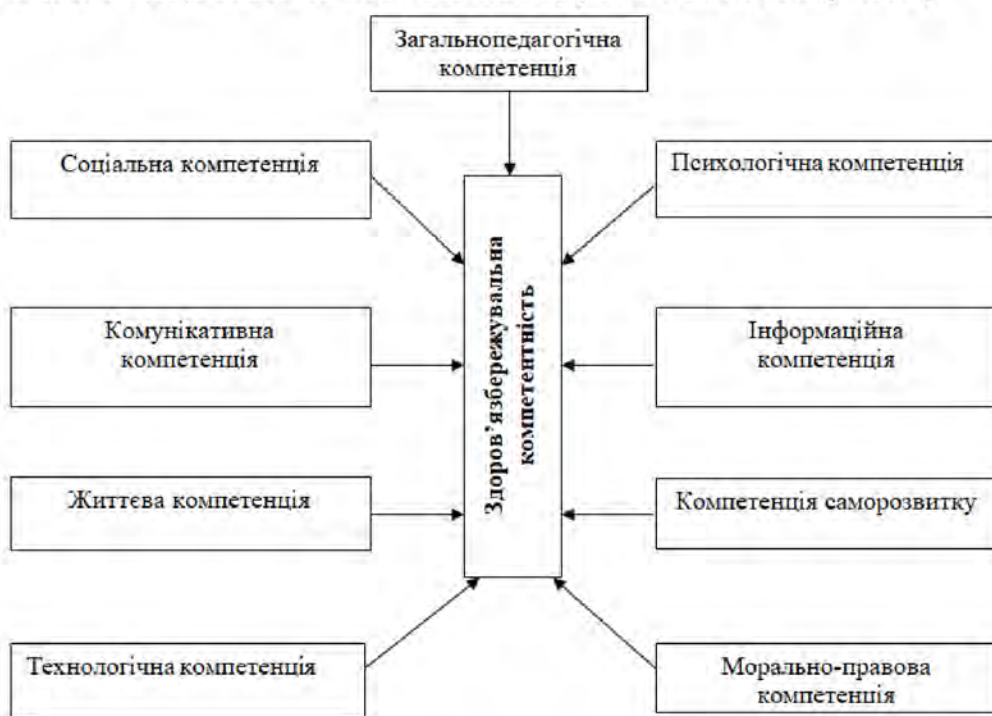 Загальнопедагогічна
компетенція
Соціальна компетенція
Психологічна компетенція
Здоров’язбережувальна
компетентність
Комунікативна
компетенція
Інформаційна
компетенція
Життєва компетенція
Компетенція саморозвитку
Технологічна компетенція
Морально-правова
компетенція